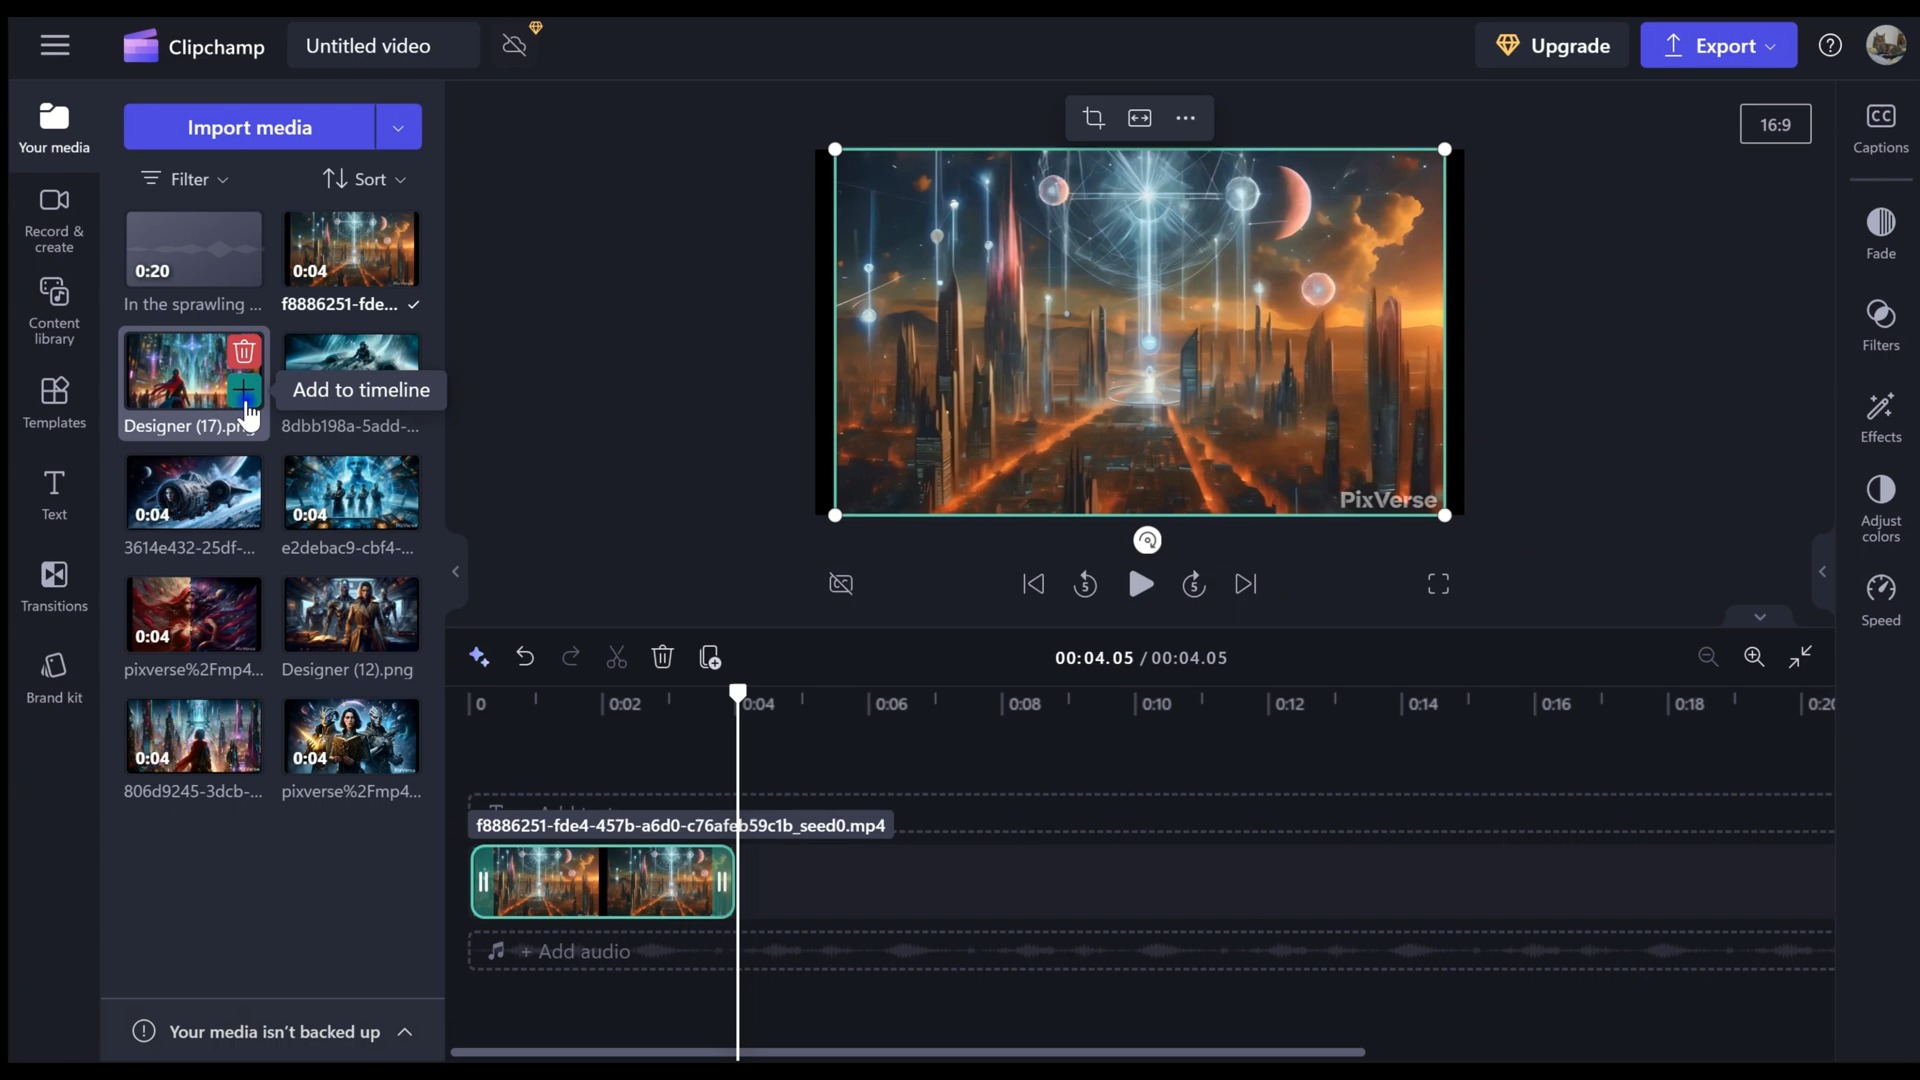 Clipchamp
Untitled video
Upgrade
Export
Your media
Import media
16:9
Captions
Filter
Sort
Record &
create
0:20
0:04
In the sprawling ...
f8886251-fde...
Fade
Content
library
Filters
Add to timeline
Templates
Designer (17).pn
8dbb198a-5add-...
Effects
Text
0:04
0:04
PixVerse
3614e432-25df-...
e2debac9-cbf4-...
Adjust
colors
Transitions
5
5
Speed
0:04
pixverse%2Fmp4...
Designer (12).png
00:04.05 / 00:04.05
Brand kit
0
0:02
0:04
0:06
0:08
0:10
0:12
0:14
0:16
0:18
0:20
0:04
0:04
806d9245-3dcb-...
pixverse%2Fmp4...
f8886251-fde4-457b-a6d0-c76afeb59c1b_seed0.mp4
+ Add audio
Your media isn't backed up